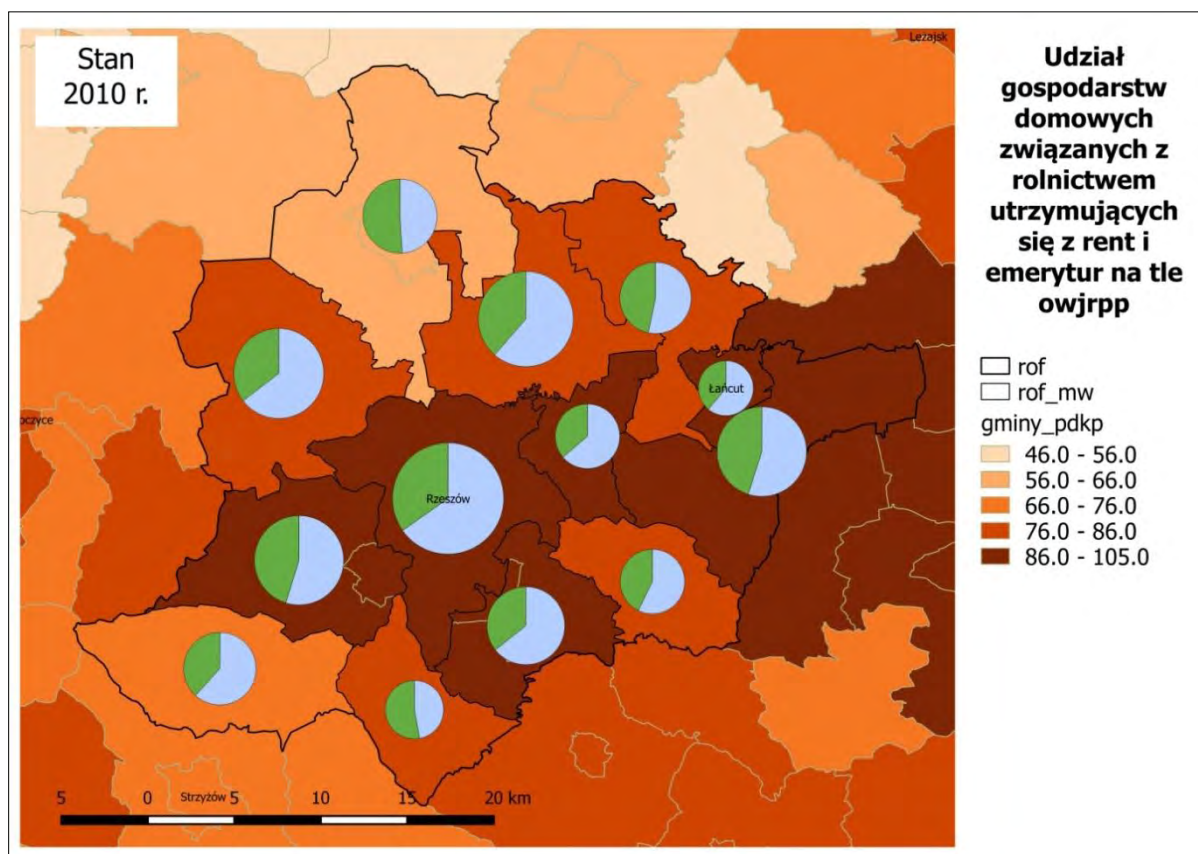 Stan
2010 r.
Leżajsk
Udział
gospodarstw
domowych
związanych z
rolnictwem
utrzymujących
się z rent i
emerytur na tle
owjrpp
rof
rof_mw
gminy_pdkp
46.0 - 56.0
56.0 - 66.0
66.0 - 76.0
76.0 - 86.0
86.0 - 105.0
Łańcut
oczyce
Rzeszów
Strzyżów
5 0 5 10 15 20 km